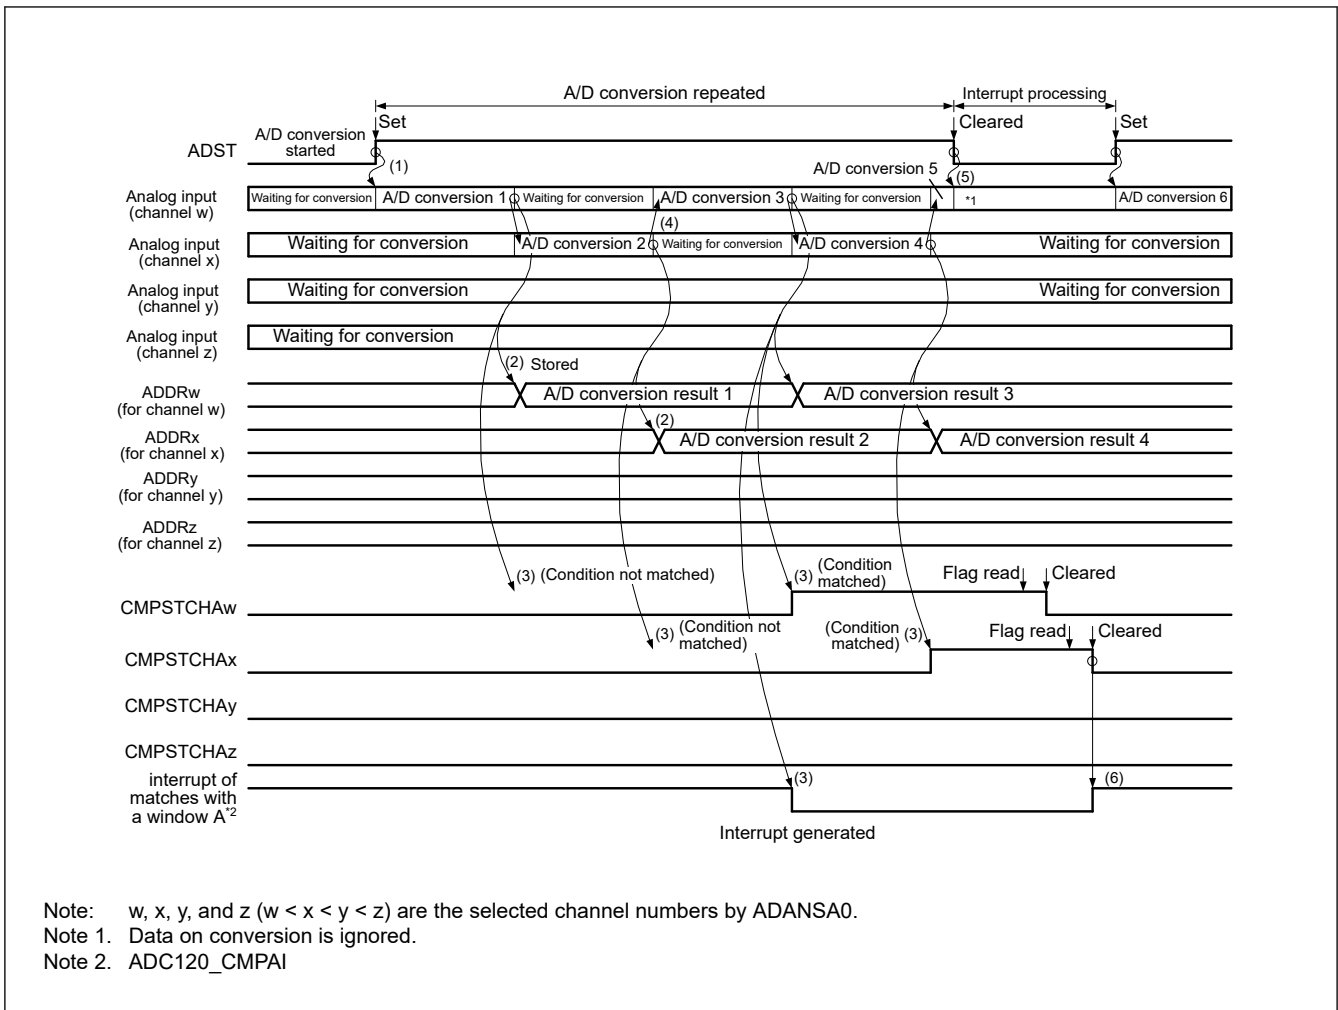 A/D conversion repeated
Interrupt processing
Set
Cleared
Set
A/D conversion
started
ADST
(1)
A/D conversion 5
(5)
Analog input
(channel w)
Waiting for conversion
A/D conversion 1
Waiting for conversion
A/D conversion 3
Waiting for conversion
*1
A/D conversion 6
(4)
Analog input
(channel x)
Waiting for conversion
A/D conversion 2
Waiting for conversion
A/D conversion 4
Waiting for conversion
Analog input
(channel y)
Waiting for conversion
Waiting for conversion
Analog input
(channel z)
Waiting for conversion
(2) Stored
ADDRw
(for channel w)
A/D conversion result 1
A/D conversion result 3
(2)
ADDRx
(for channel x)
A/D conversion result 2
A/D conversion result 4
ADDRy
(for channel y)
ADDRz
(for channel z)
(3) (Condition not matched)
(3) (Condition
matched)
Flag read
Cleared
CMPSTCHAw
(3) (Condition not
matched)
(Condition
matched) (3)
Flag read
Cleared
CMPSTCHAx
CMPSTCHAy
CMPSTCHAz
interrupt of
matches with
a window A*2
(3)
(6)
Interrupt generated
Note: w, x, y, and z (w < x < y < z) are the selected channel numbers by ADANSA0.
Note 1. Data on conversion is ignored.
Note 2. ADC120_CMPAI